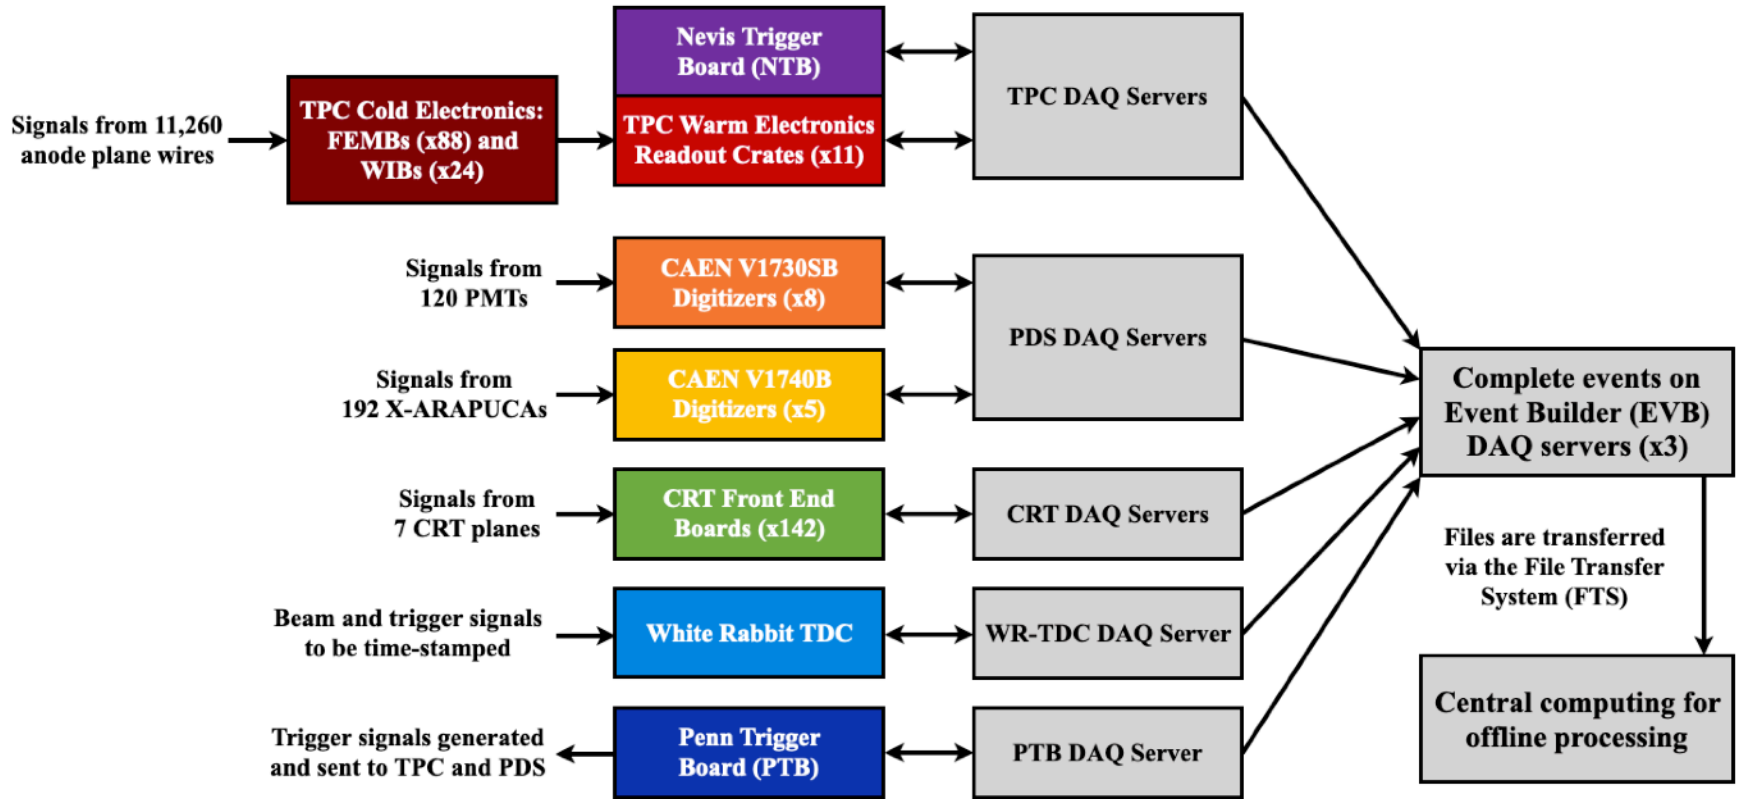 Signals from 11,260
anode plane wires
TPC Cold Electronics:
FEMBs (x88) and
WIBs (x24)
Nevis Trigger
Board (NTB)
TPC Warm Electronics
Readout Crates (x11)
TPC DAQ Servers
Signals from
120 PMTs
CAEN V1730SB
Digitizers (x8)
PDS DAQ Servers
Signals from
192 X-ARAPUCAs
CAEN V1740B
Digitizers (x5)
Signals from
7 CRT planes
CRT Front End
Boards (x142)
CRT DAQ Servers
Beam and trigger signals
to be time-stamped
White Rabbit TDC
WR-TDC DAQ Server
Trigger signals generated
and sent to TPC and PDS
Penn Trigger
Board (PTB)
PTB DAQ Server
Complete events on
Event Builder (EVB)
DAQ servers (x3)
Files are transferred
via the File Transfer
System (FTS)
Central computing for
offline processing